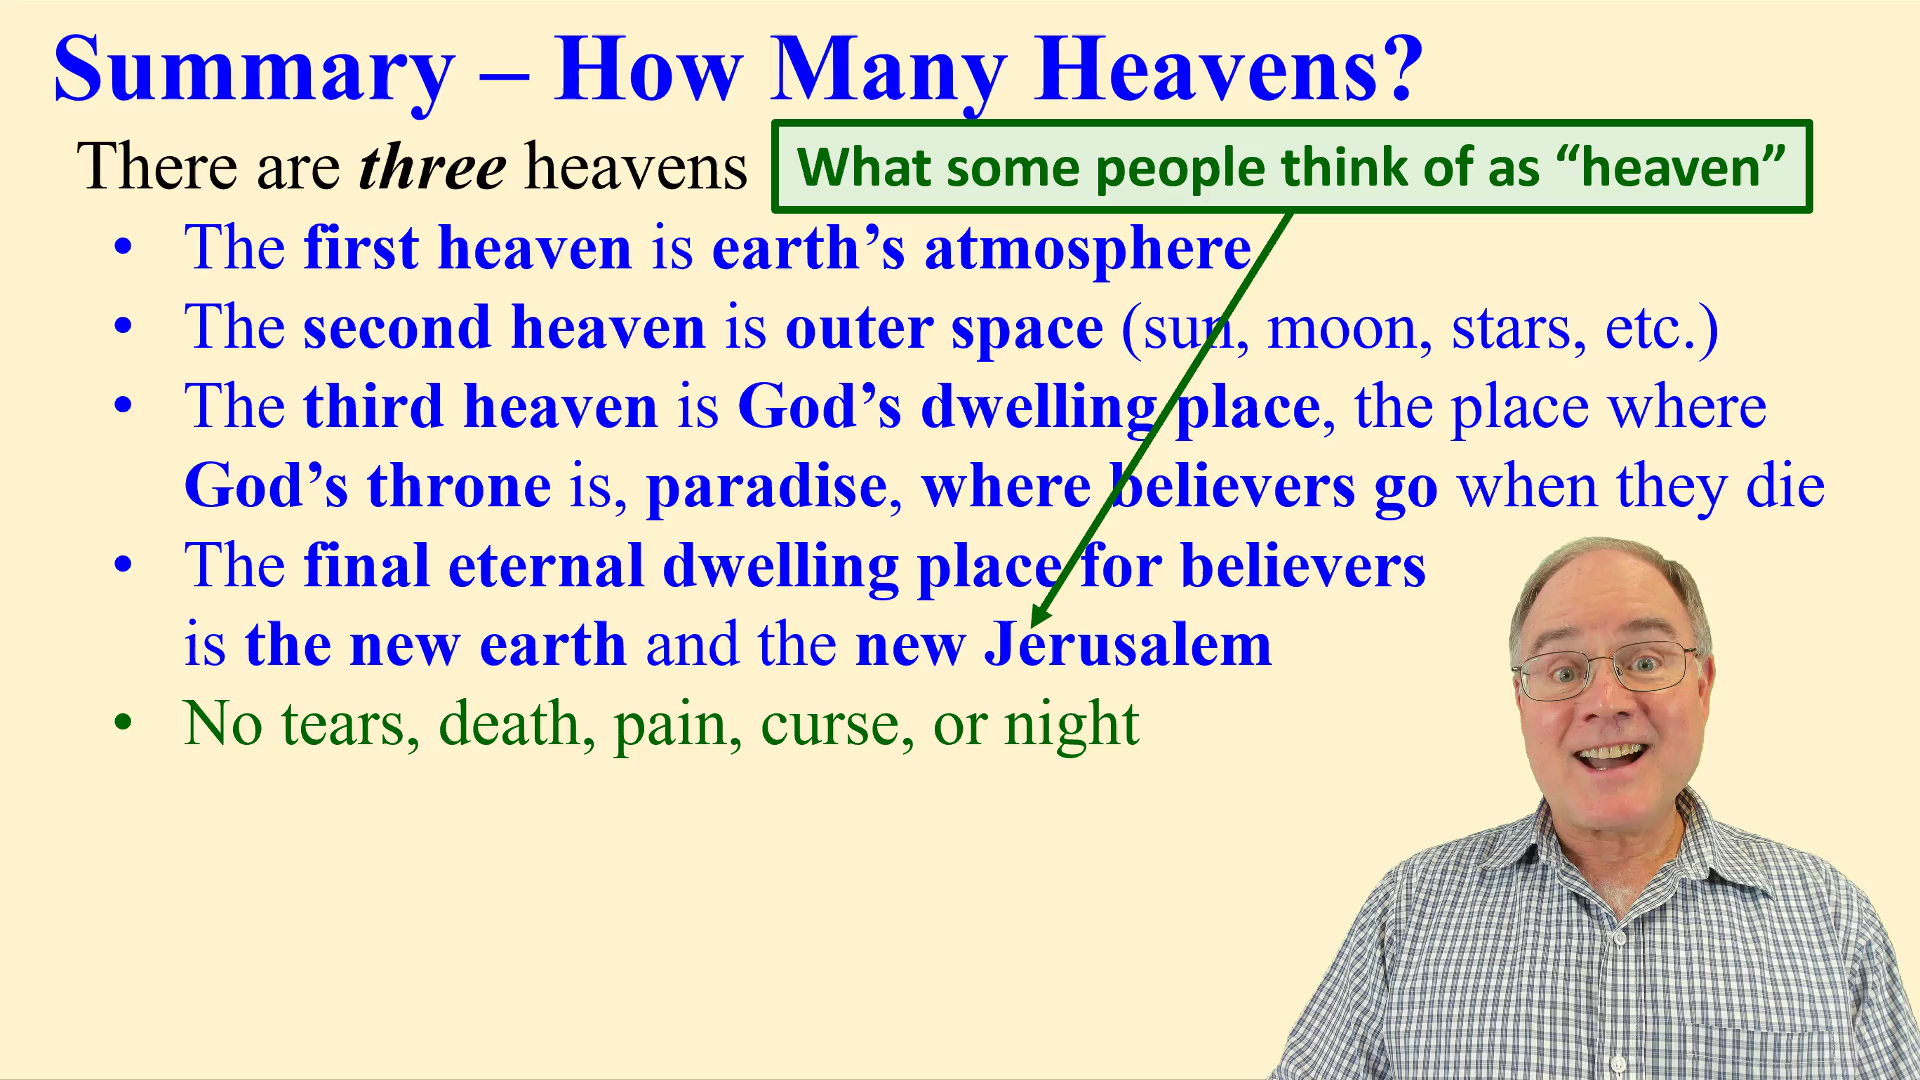 Summary – How Many Heavens?
There are three heavens
What some people think of as “heaven”
• The first heaven is earth’s atmosphere
• The second heaven is outer space (sun, moon, stars, etc.)
• The third heaven is God’s dwelling place, the place where
God’s throne is, paradise, where believers go when they die
• The final eternal dwelling place for believers
is the new earth and the new Jerusalem
• No tears, death, pain, curse, or night